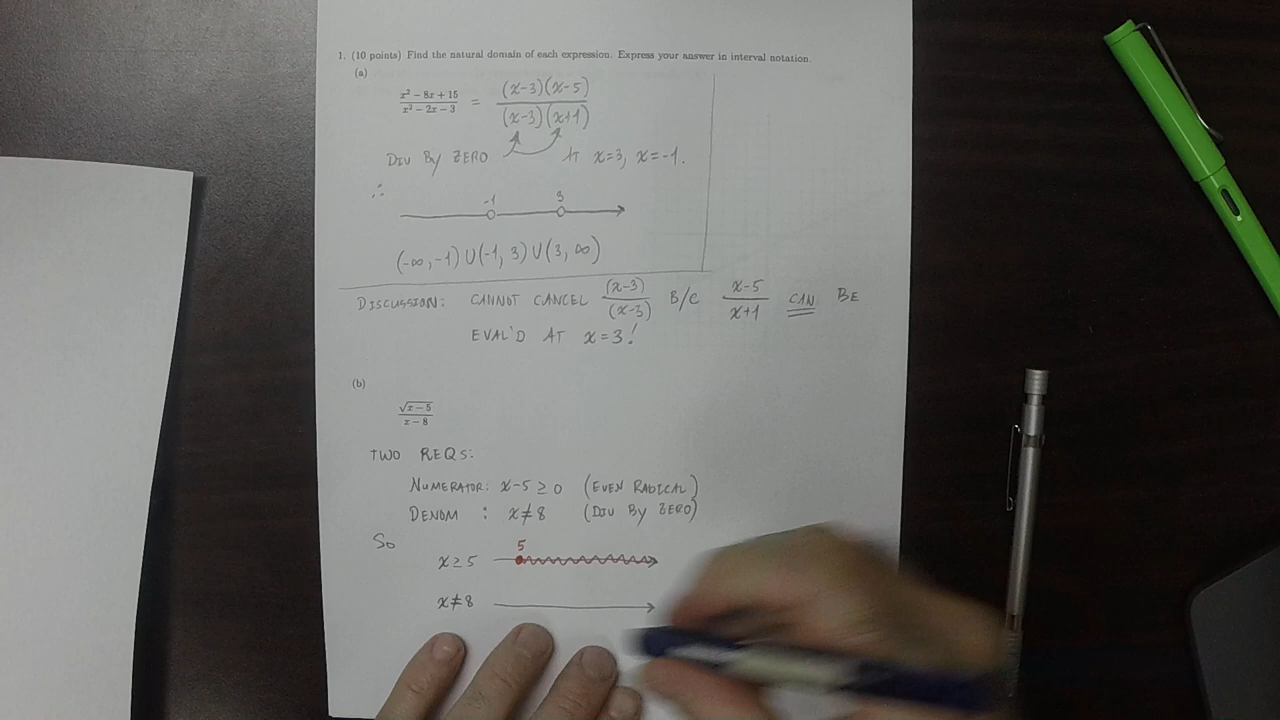 1. (10 points) Find the natural domain of each expression. Express your answer in interval notation.
(a)
(x² − 8x + 15)/(x² − 2x − 3) = (x-3)(x-5)/(x-3)(x+1)
DIV BY ZERO AT x=3, x=-1.
∴
-1 3
(-∞,-1) U (-1, 3) U (3, ∞)
DISCUSSION: CANNOT CANCEL (x-3)/(x-3) B/C x-5/x+1 CAN BE
EVAL'D AT x=3!
(b)
√(x − 5)/(x − 8)
TWO REQS:
NUMERATOR: x-5 ≥ 0 (EVEN RADICAL)
DENOM : x≠8 (DIV BY ZERO)
SO
5
x≥5
x≠8